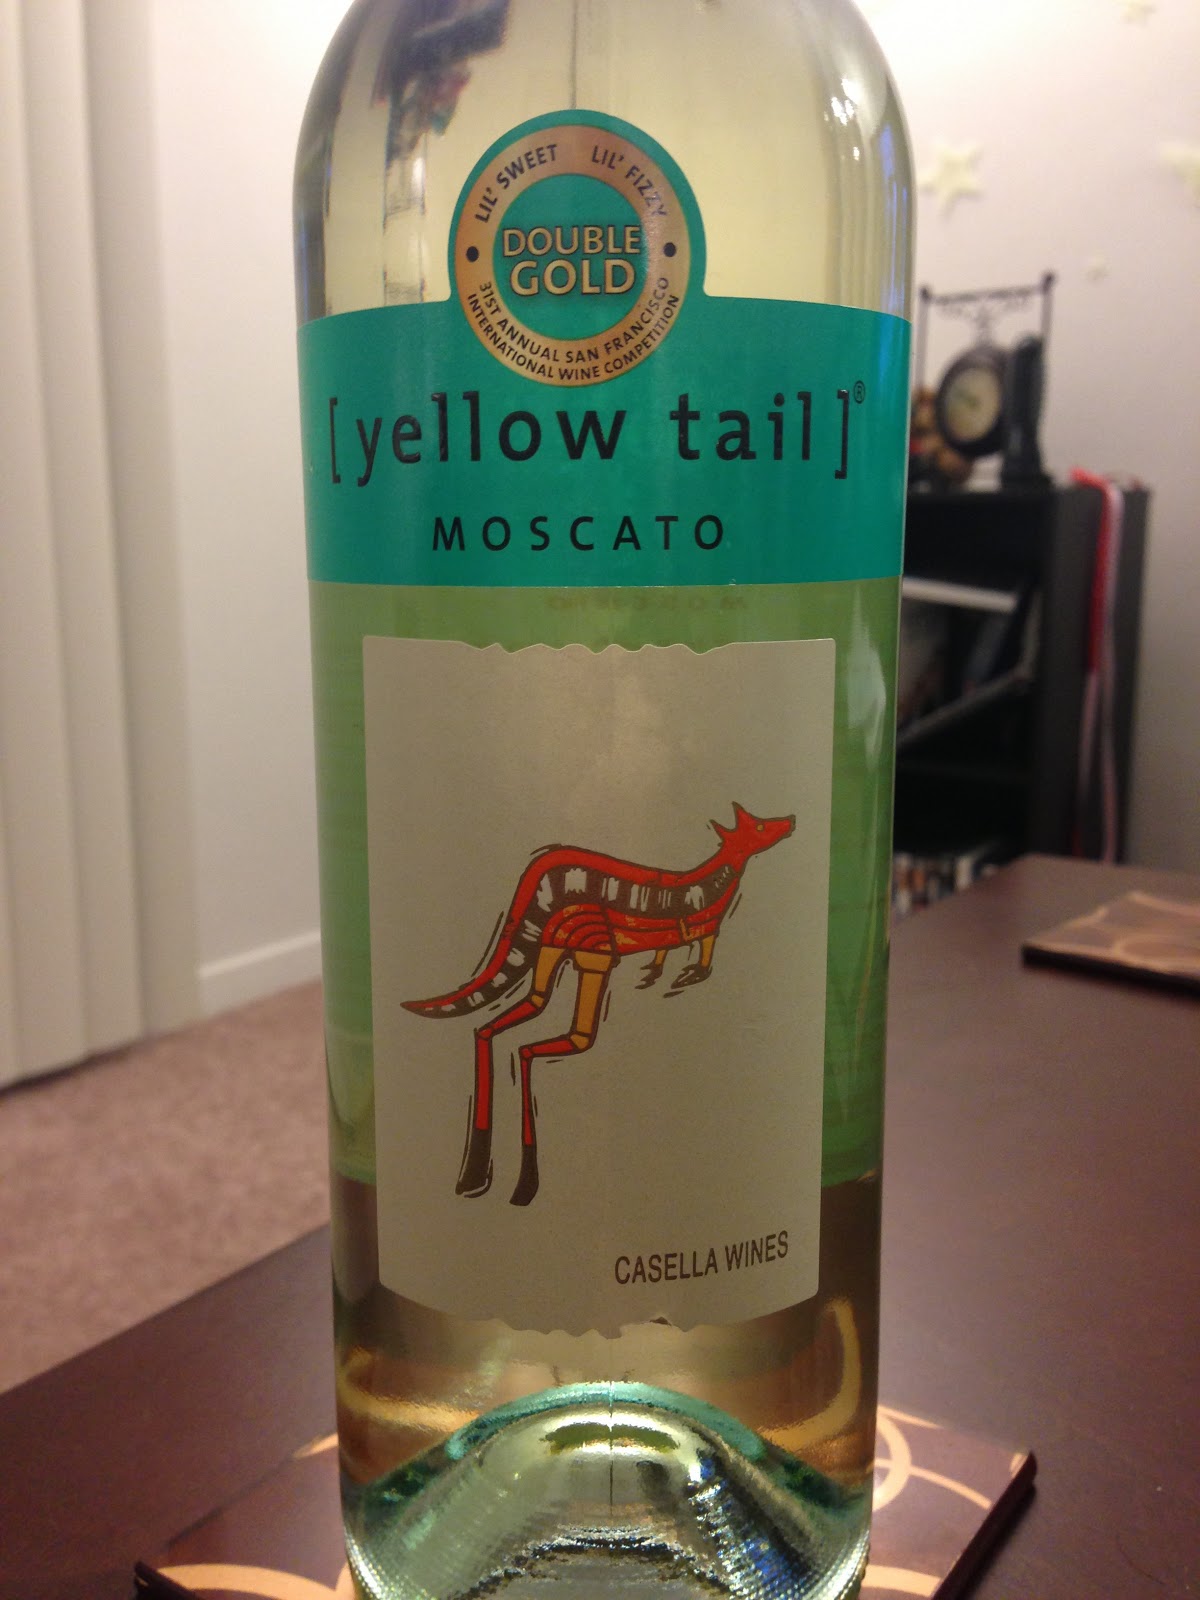 LIL' SWEET LIL' FIZZY
DOUBLE
GOLD
31ST ANNUAL SAN FRANCISCO
INTERNATIONAL WINE COMPETITION
[ yellow tail ]®
MOSCATO
CASELLA WINES